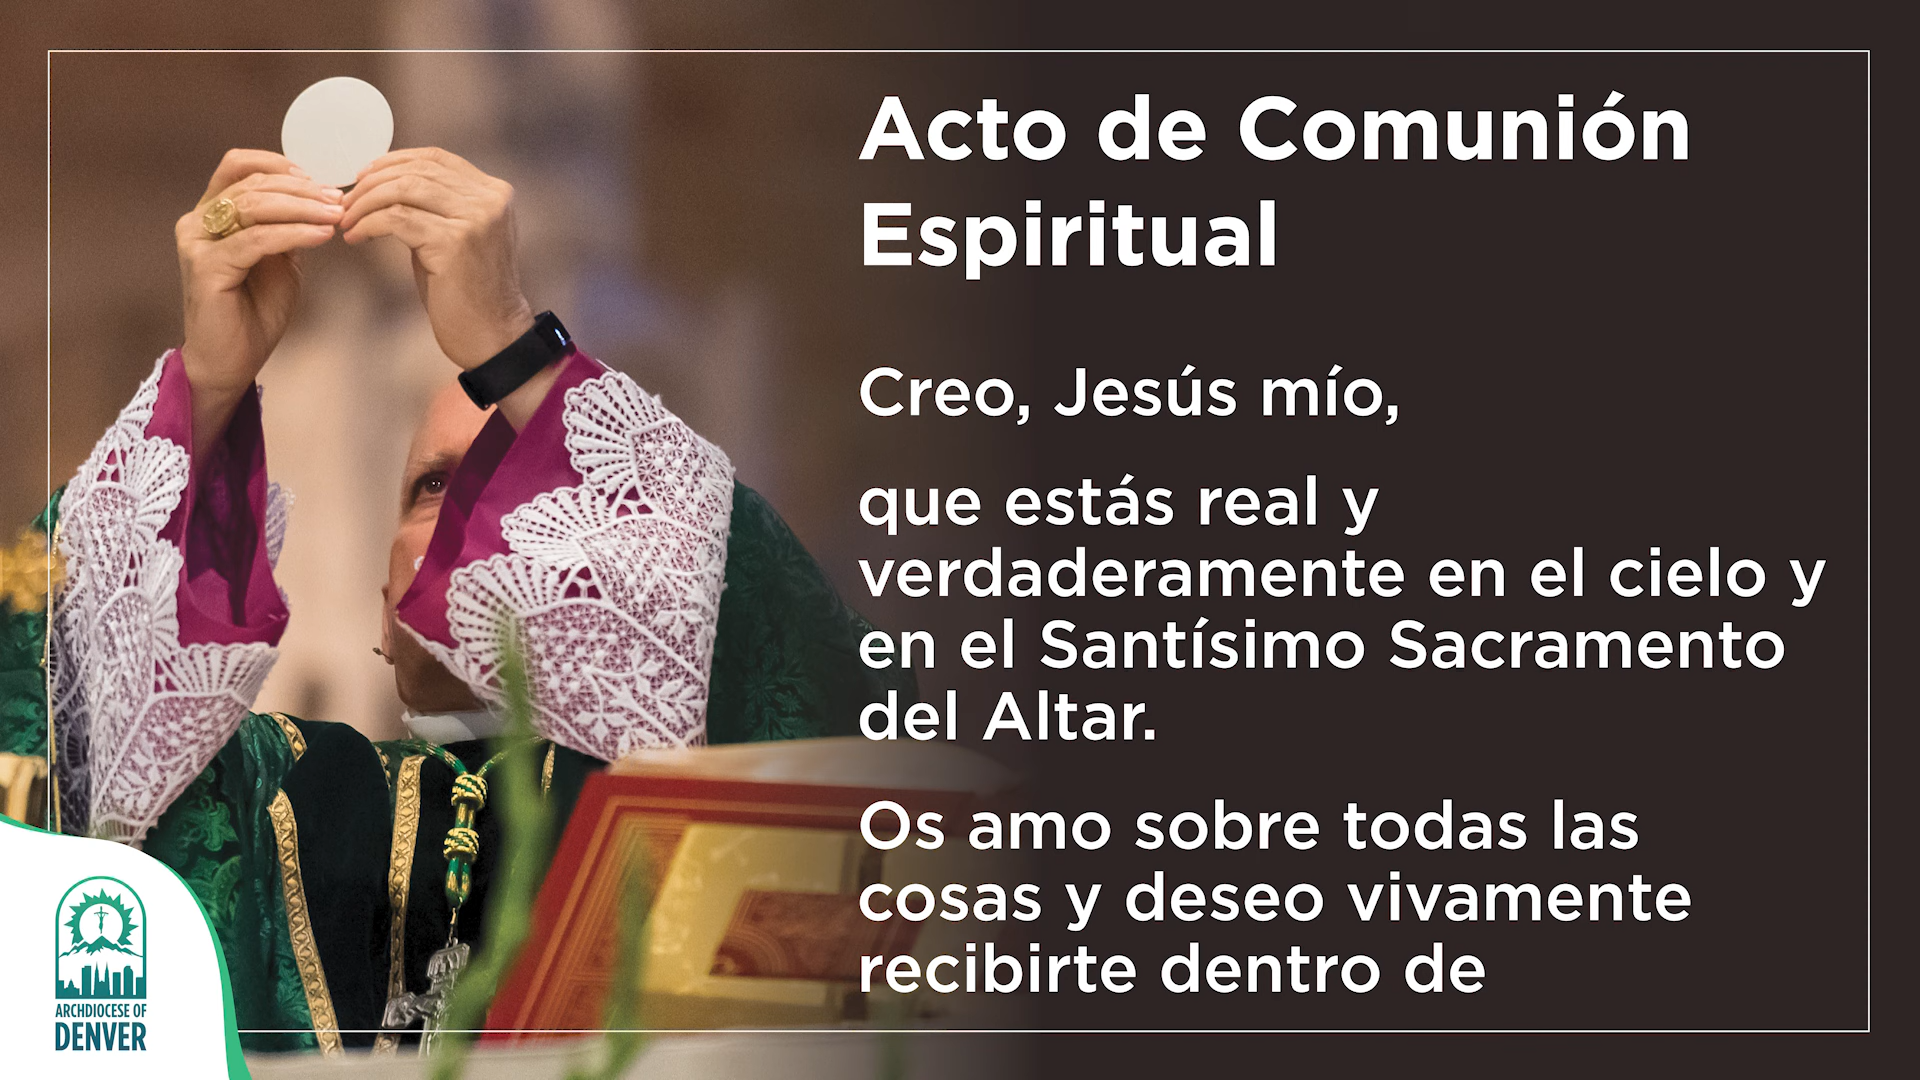 Acto de Comunión
Espiritual
Creo, Jesús mío,
que estás real y
verdaderamente en el cielo y
en el Santísimo Sacramento
del Altar.
Os amo sobre todas las
cosas y deseo vivamente
recibirte dentro de
ARCHDIOCESE OF
DENVER